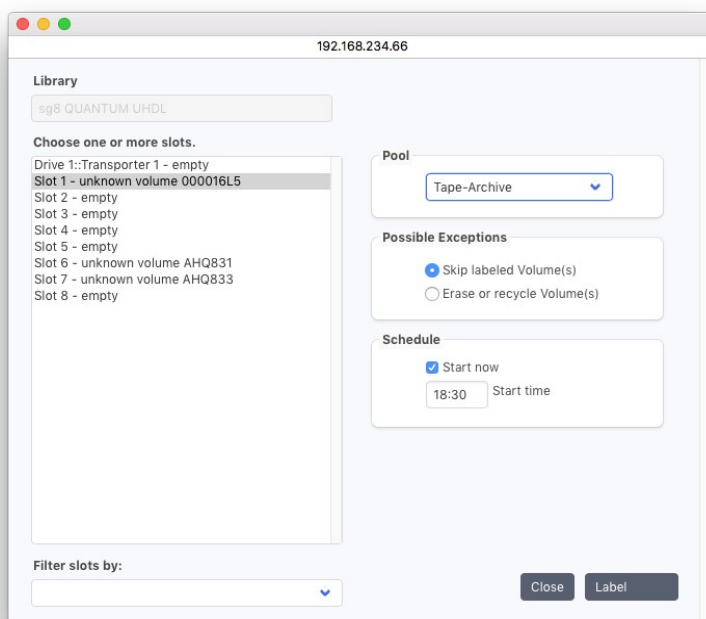 192.168.234.66
Library
sg8 QUANTUM UHDL
Choose one or more slots.
Drive 1::Transporter 1 - empty
Slot 1 - unknown volume 000016L5
Slot 2 - empty
Slot 3 - empty
Slot 4 - empty
Slot 5 - empty
Slot 6 - unknown volume AHQ831
Slot 7 - unknown volume AHQ833
Slot 8 - empty
Filter slots by:
Pool
Tape-Archive
Possible Exceptions
Skip labeled Volume(s)
Erase or recycle Volume(s)
Schedule
Start now
18:30 Start time
Close Label